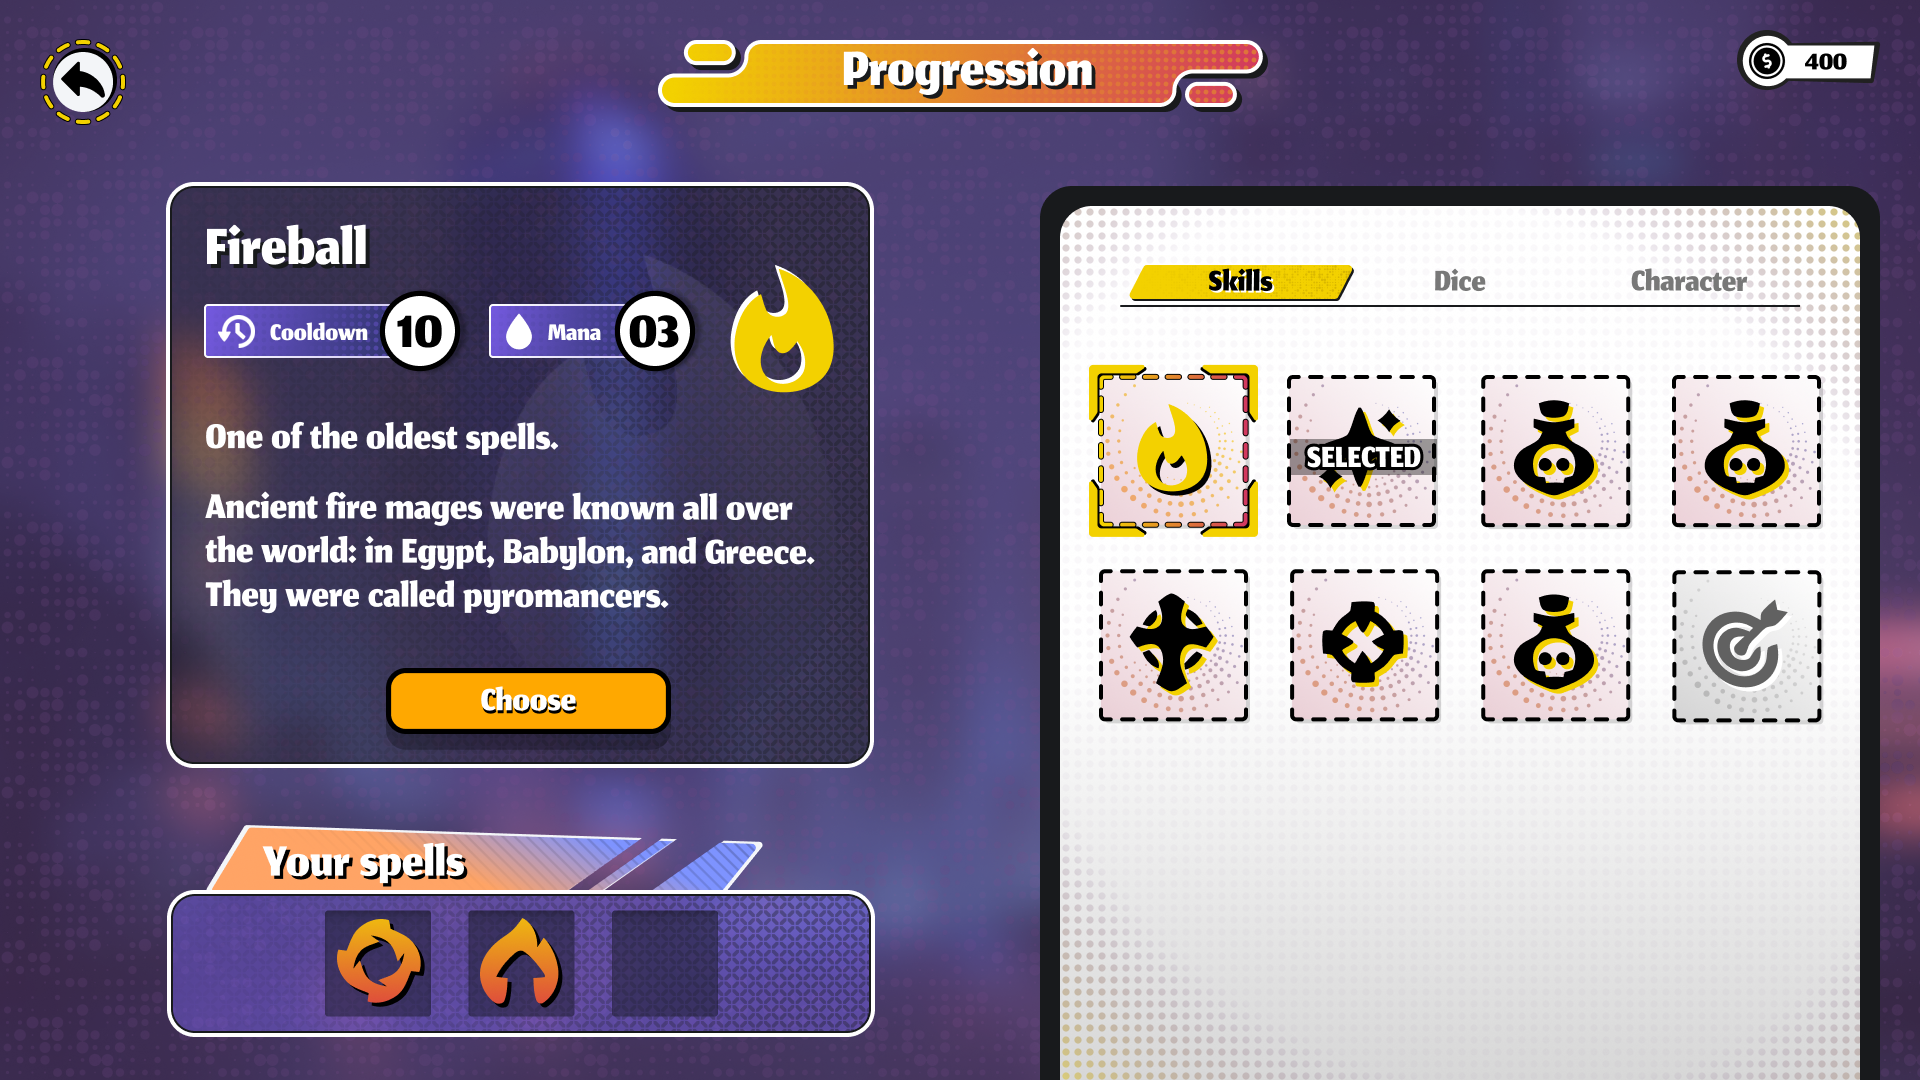 Progression
400
Fireball
Cooldown 10
Mana 03
One of the oldest spells.
Ancient fire mages were known all over
the world: in Egypt, Babylon, and Greece.
They were called pyromancers.
Choose
Your spells
Skills Dice Character
SELECTED